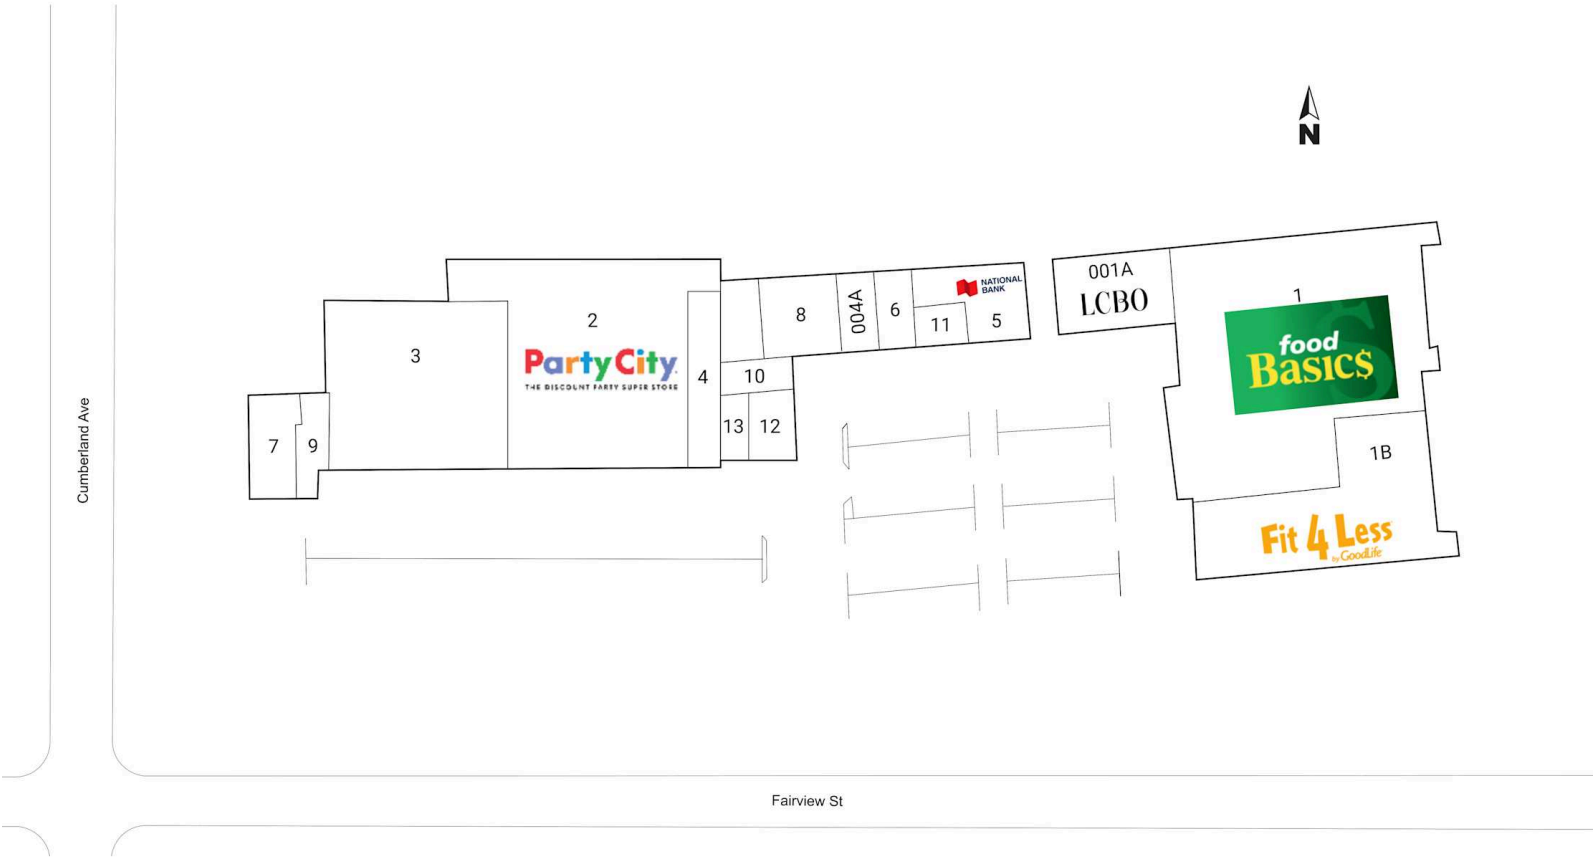 N
001A
LCBO
1
food
Basic$
NATIONAL
BANK
2
Party City
THE DISCOUNT PARTY SUPER STORE
3
4
8
004A
6
11
5
10
13
12
7
9
1B
Fit 4 Less
by GoodLife
Cumberland Ave
Fairview St